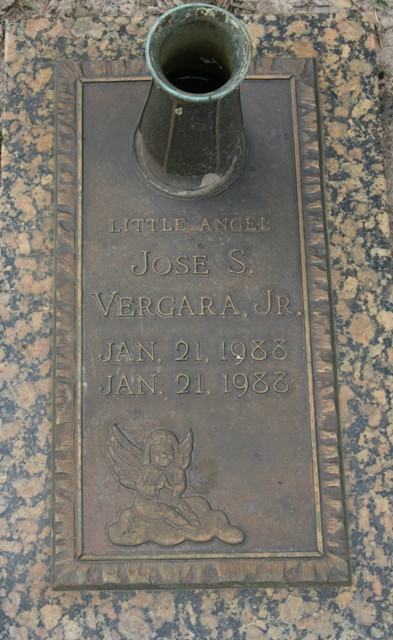 LITTLE ANGEL
JOSE S.
VERGARA, JR.
JAN. 21, 1988
JAN. 21, 1988